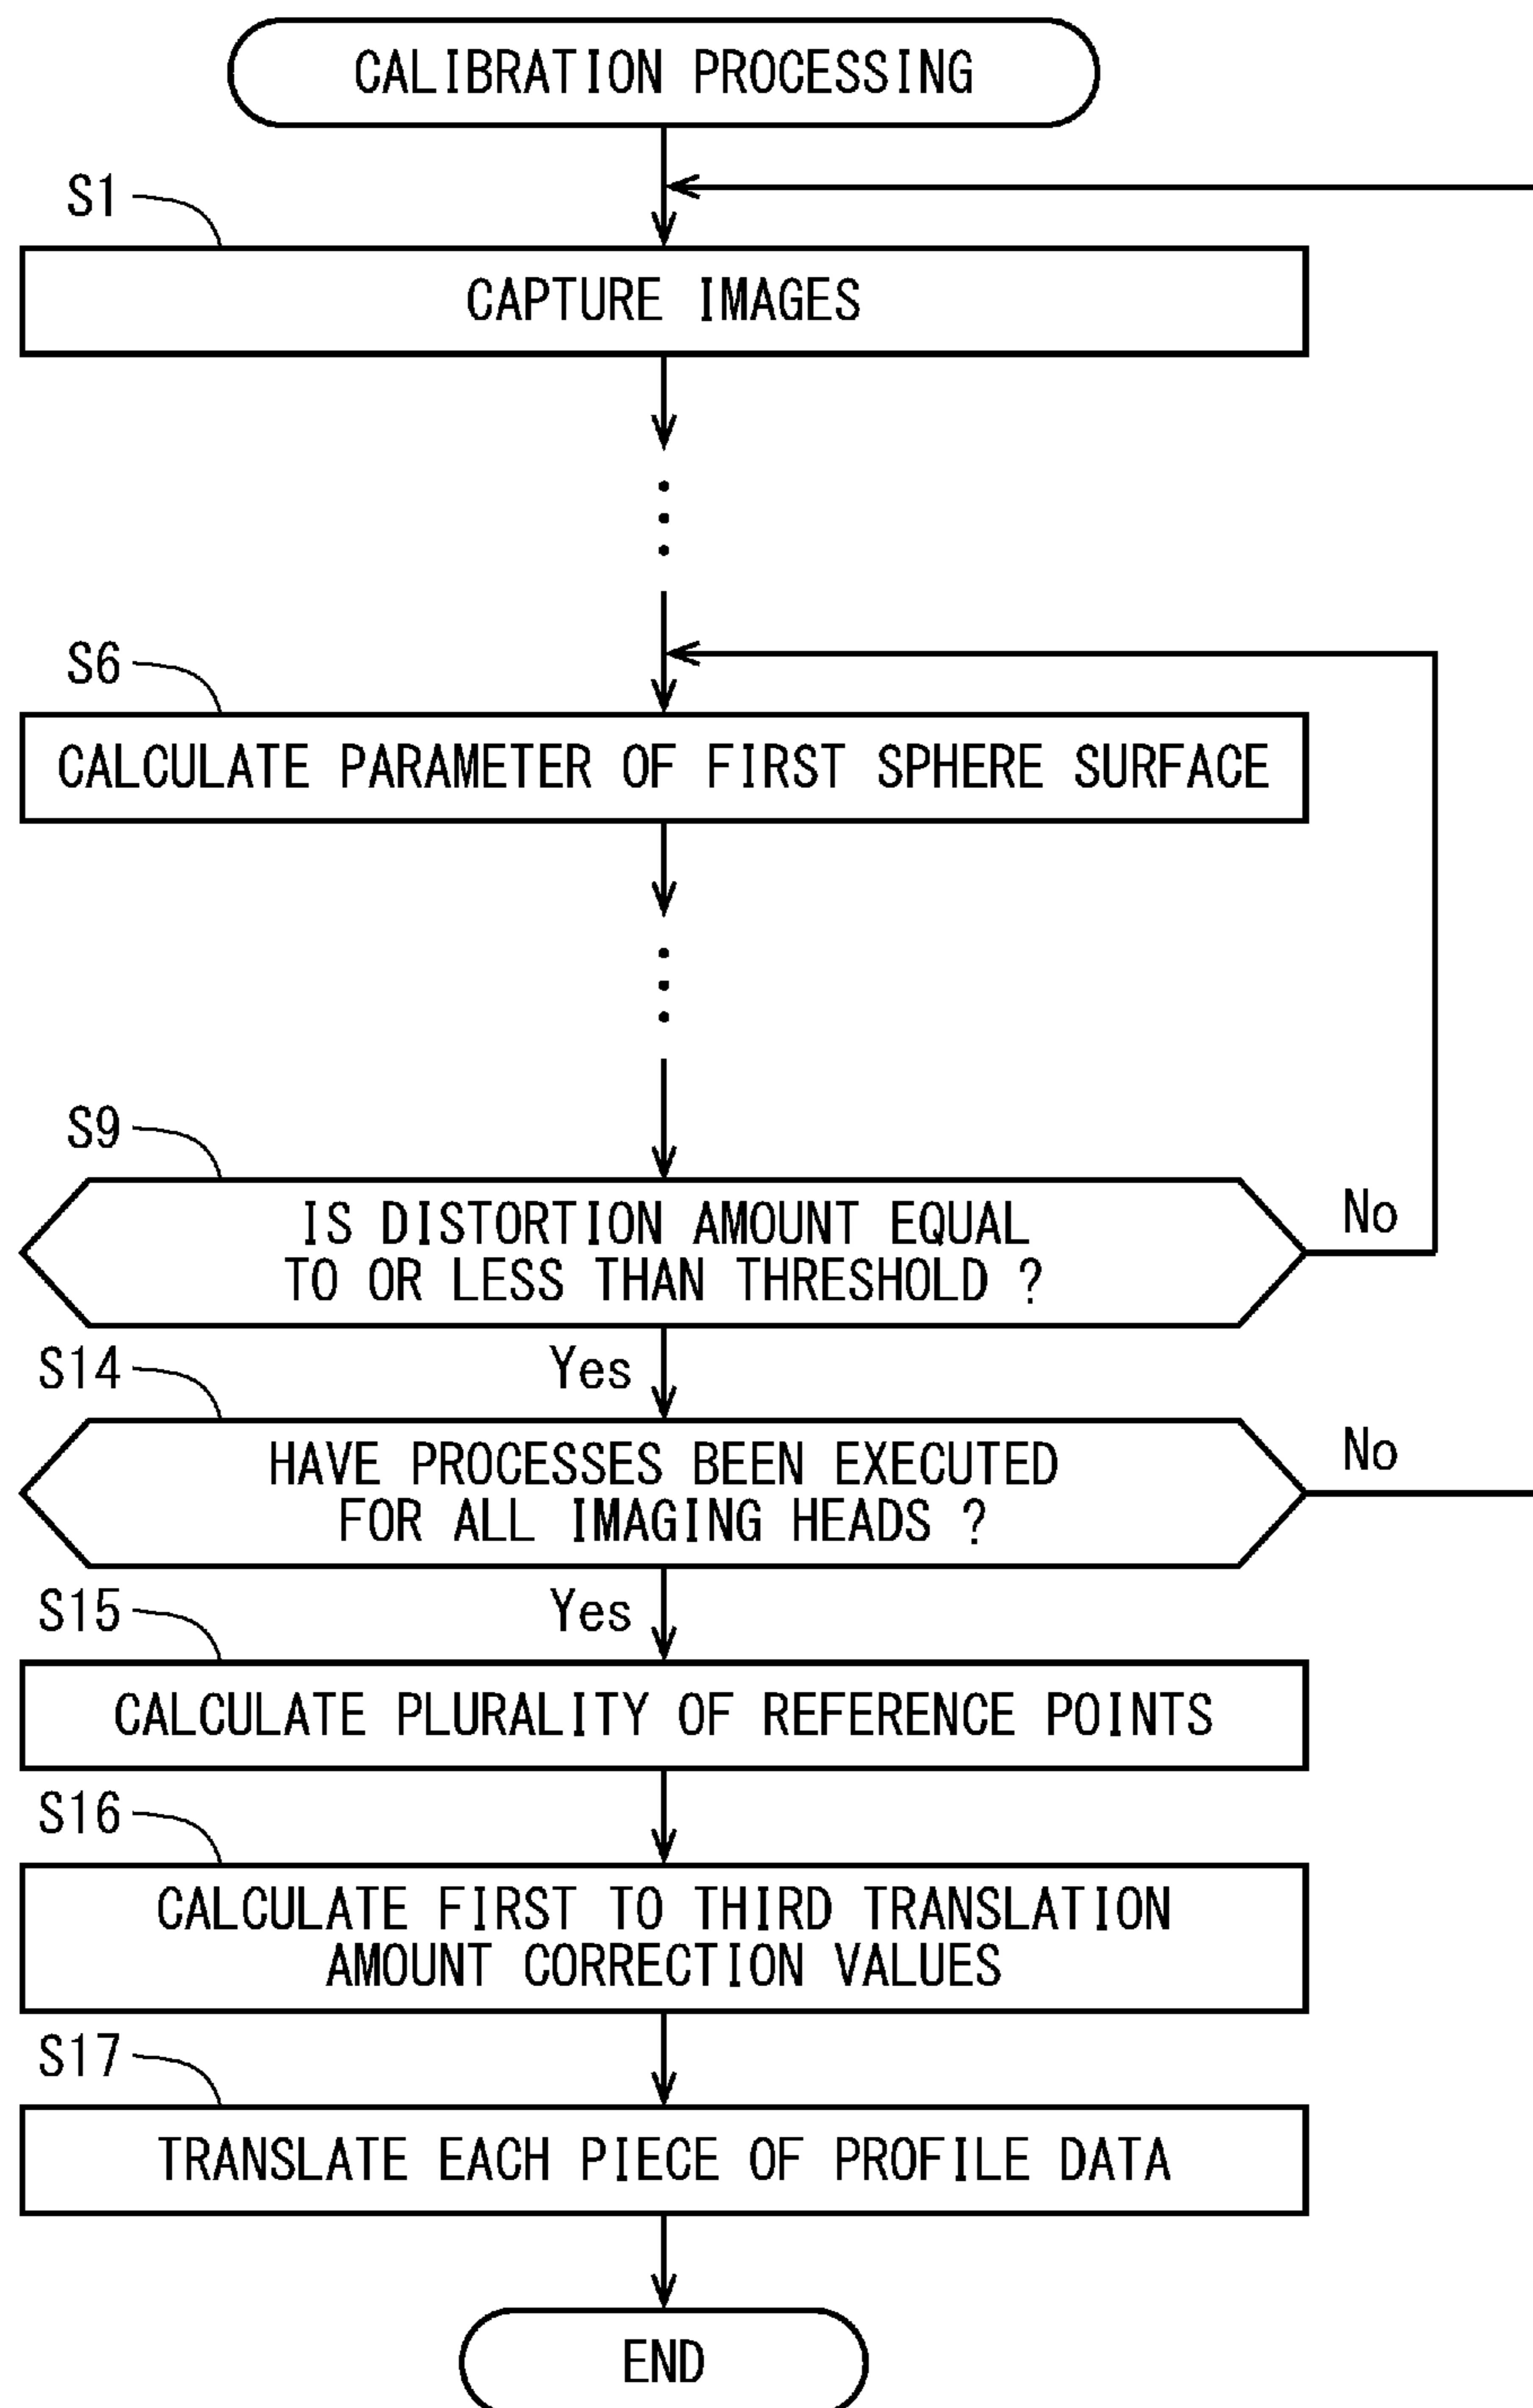 CALIBRATION PROCESSING
S1
CAPTURE IMAGES
S6
CALCULATE PARAMETER OF FIRST SPHERE SURFACE
S9
IS DISTORTION AMOUNT EQUAL
TO OR LESS THAN THRESHOLD ?
No
Yes
S14
HAVE PROCESSES BEEN EXECUTED
FOR ALL IMAGING HEADS ?
No
Yes
S15
CALCULATE PLURALITY OF REFERENCE POINTS
S16
CALCULATE FIRST TO THIRD TRANSLATION
AMOUNT CORRECTION VALUES
S17
TRANSLATE EACH PIECE OF PROFILE DATA
END